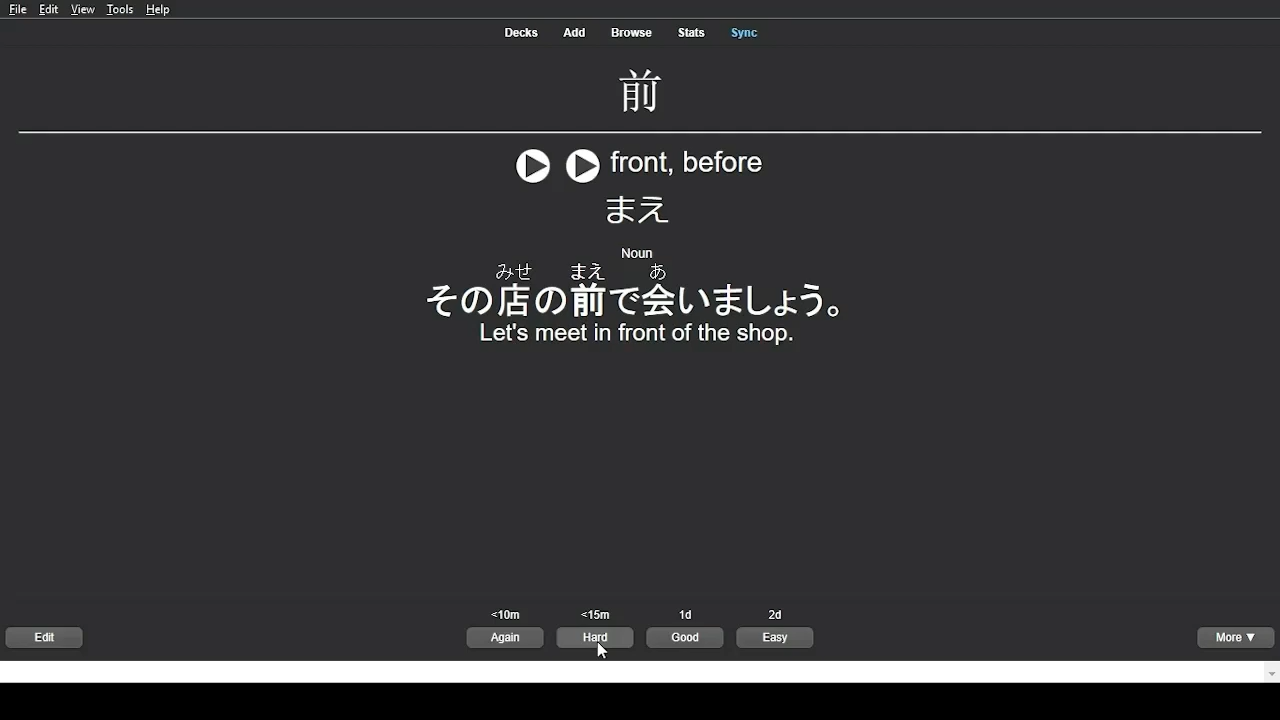 File Edit View Tools Help
Decks Add Browse Stats Sync
前
front, before
まえ
Noun
みせ まえ あ
その店の前で会いましょう。
Let's meet in front of the shop.
<10m <15m 1d 2d
Edit Again Hard Good Easy More ▼